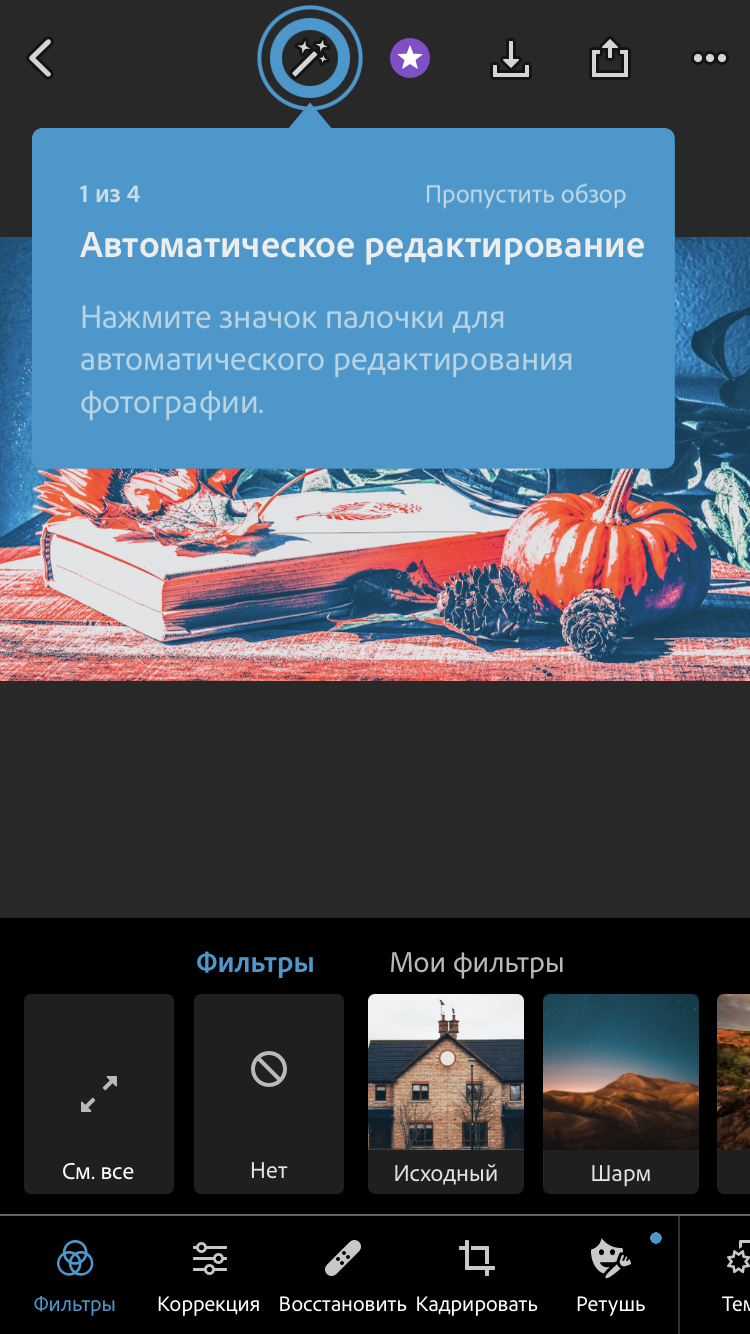 1 из 4
Пропустить обзор
Автоматическое редактирование
Нажмите значок палочки для
автоматического редактирования
фотографии.
Фильтры
Мои фильтры
См. все
Нет
Исходный
Шарм
Фильтры
Коррекция
Восстановить
Кадрировать
Ретушь